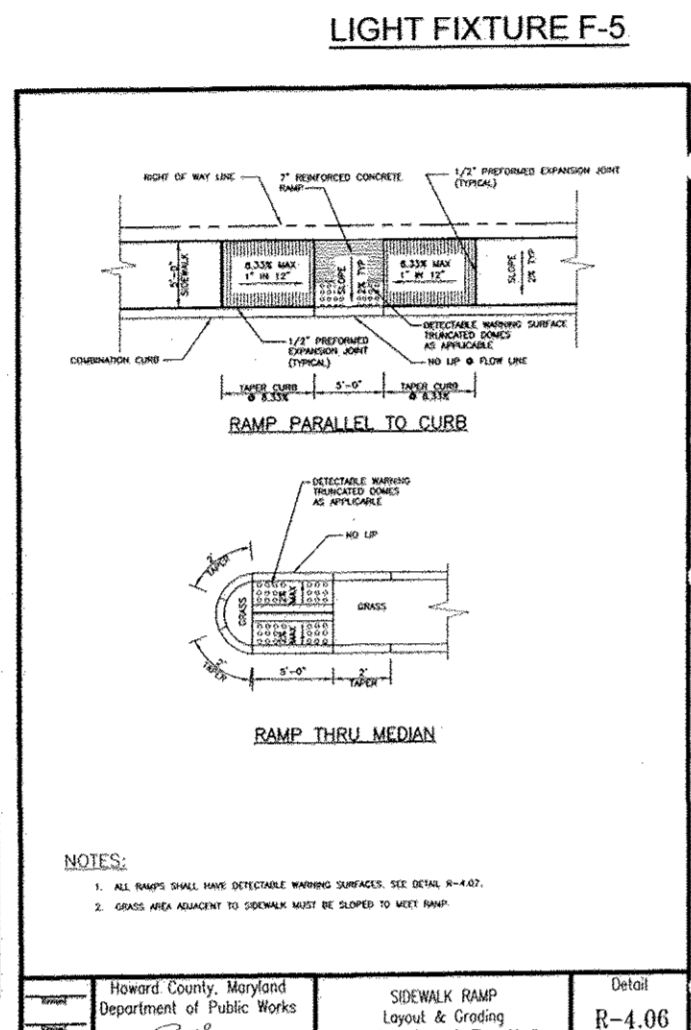 LIGHT FIXTURE F-5
RIGHT OF WAY LINE
7" REINFORCED CONCRETE
RAMP
1/2" PREFORMED EXPANSION JOINT
(TYPICAL)
5'-0"
SIDEWALK
8.33% MAX
1" IN 12"
SLOPE
2% TYP
8.33% MAX
1" IN 12"
SLOPE
2% TYP
DETECTABLE WARNING SURFACE
TRUNCATED DOMES
AS APPLICABLE
1/2" PREFORMED
EXPANSION JOINT
(TYPICAL)
NO LIP @ FLOW LINE
COMBINATION CURB
TAPER CURB
@ 8.33%
5'-0"
TAPER CURB
@ 8.33%
RAMP PARALLEL TO CURB
DETECTABLE WARNING
TRUNCATED DOMES
AS APPLICABLE
NO LIP
2'
TAPER
GRASS
2%
MAX
2%
MAX
GRASS
2'
TAPER
5'-0"
2'
TAPER
RAMP THRU MEDIAN
NOTES:
1. ALL RAMPS SHALL HAVE DETECTABLE WARNING SURFACES. SEE DETAIL R-4.07.
2. GRASS AREA ADJACENT TO SIDEWALK MUST BE SLOPED TO MEET RAMP.
Howard County, Maryland
Department of Public Works
SIDEWALK RAMP
Layout & Grading
Detail
R-4.06